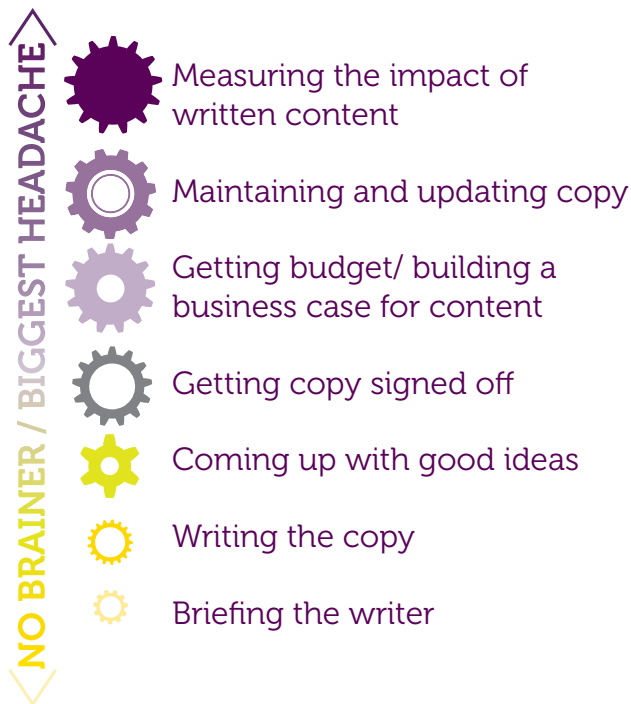 NO BRAINER / BIGGEST HEADACHE
Measuring the impact of
written content
Maintaining and updating copy
Getting budget/ building a
business case for content
Getting copy signed off
Coming up with good ideas
Writing the copy
Briefing the writer